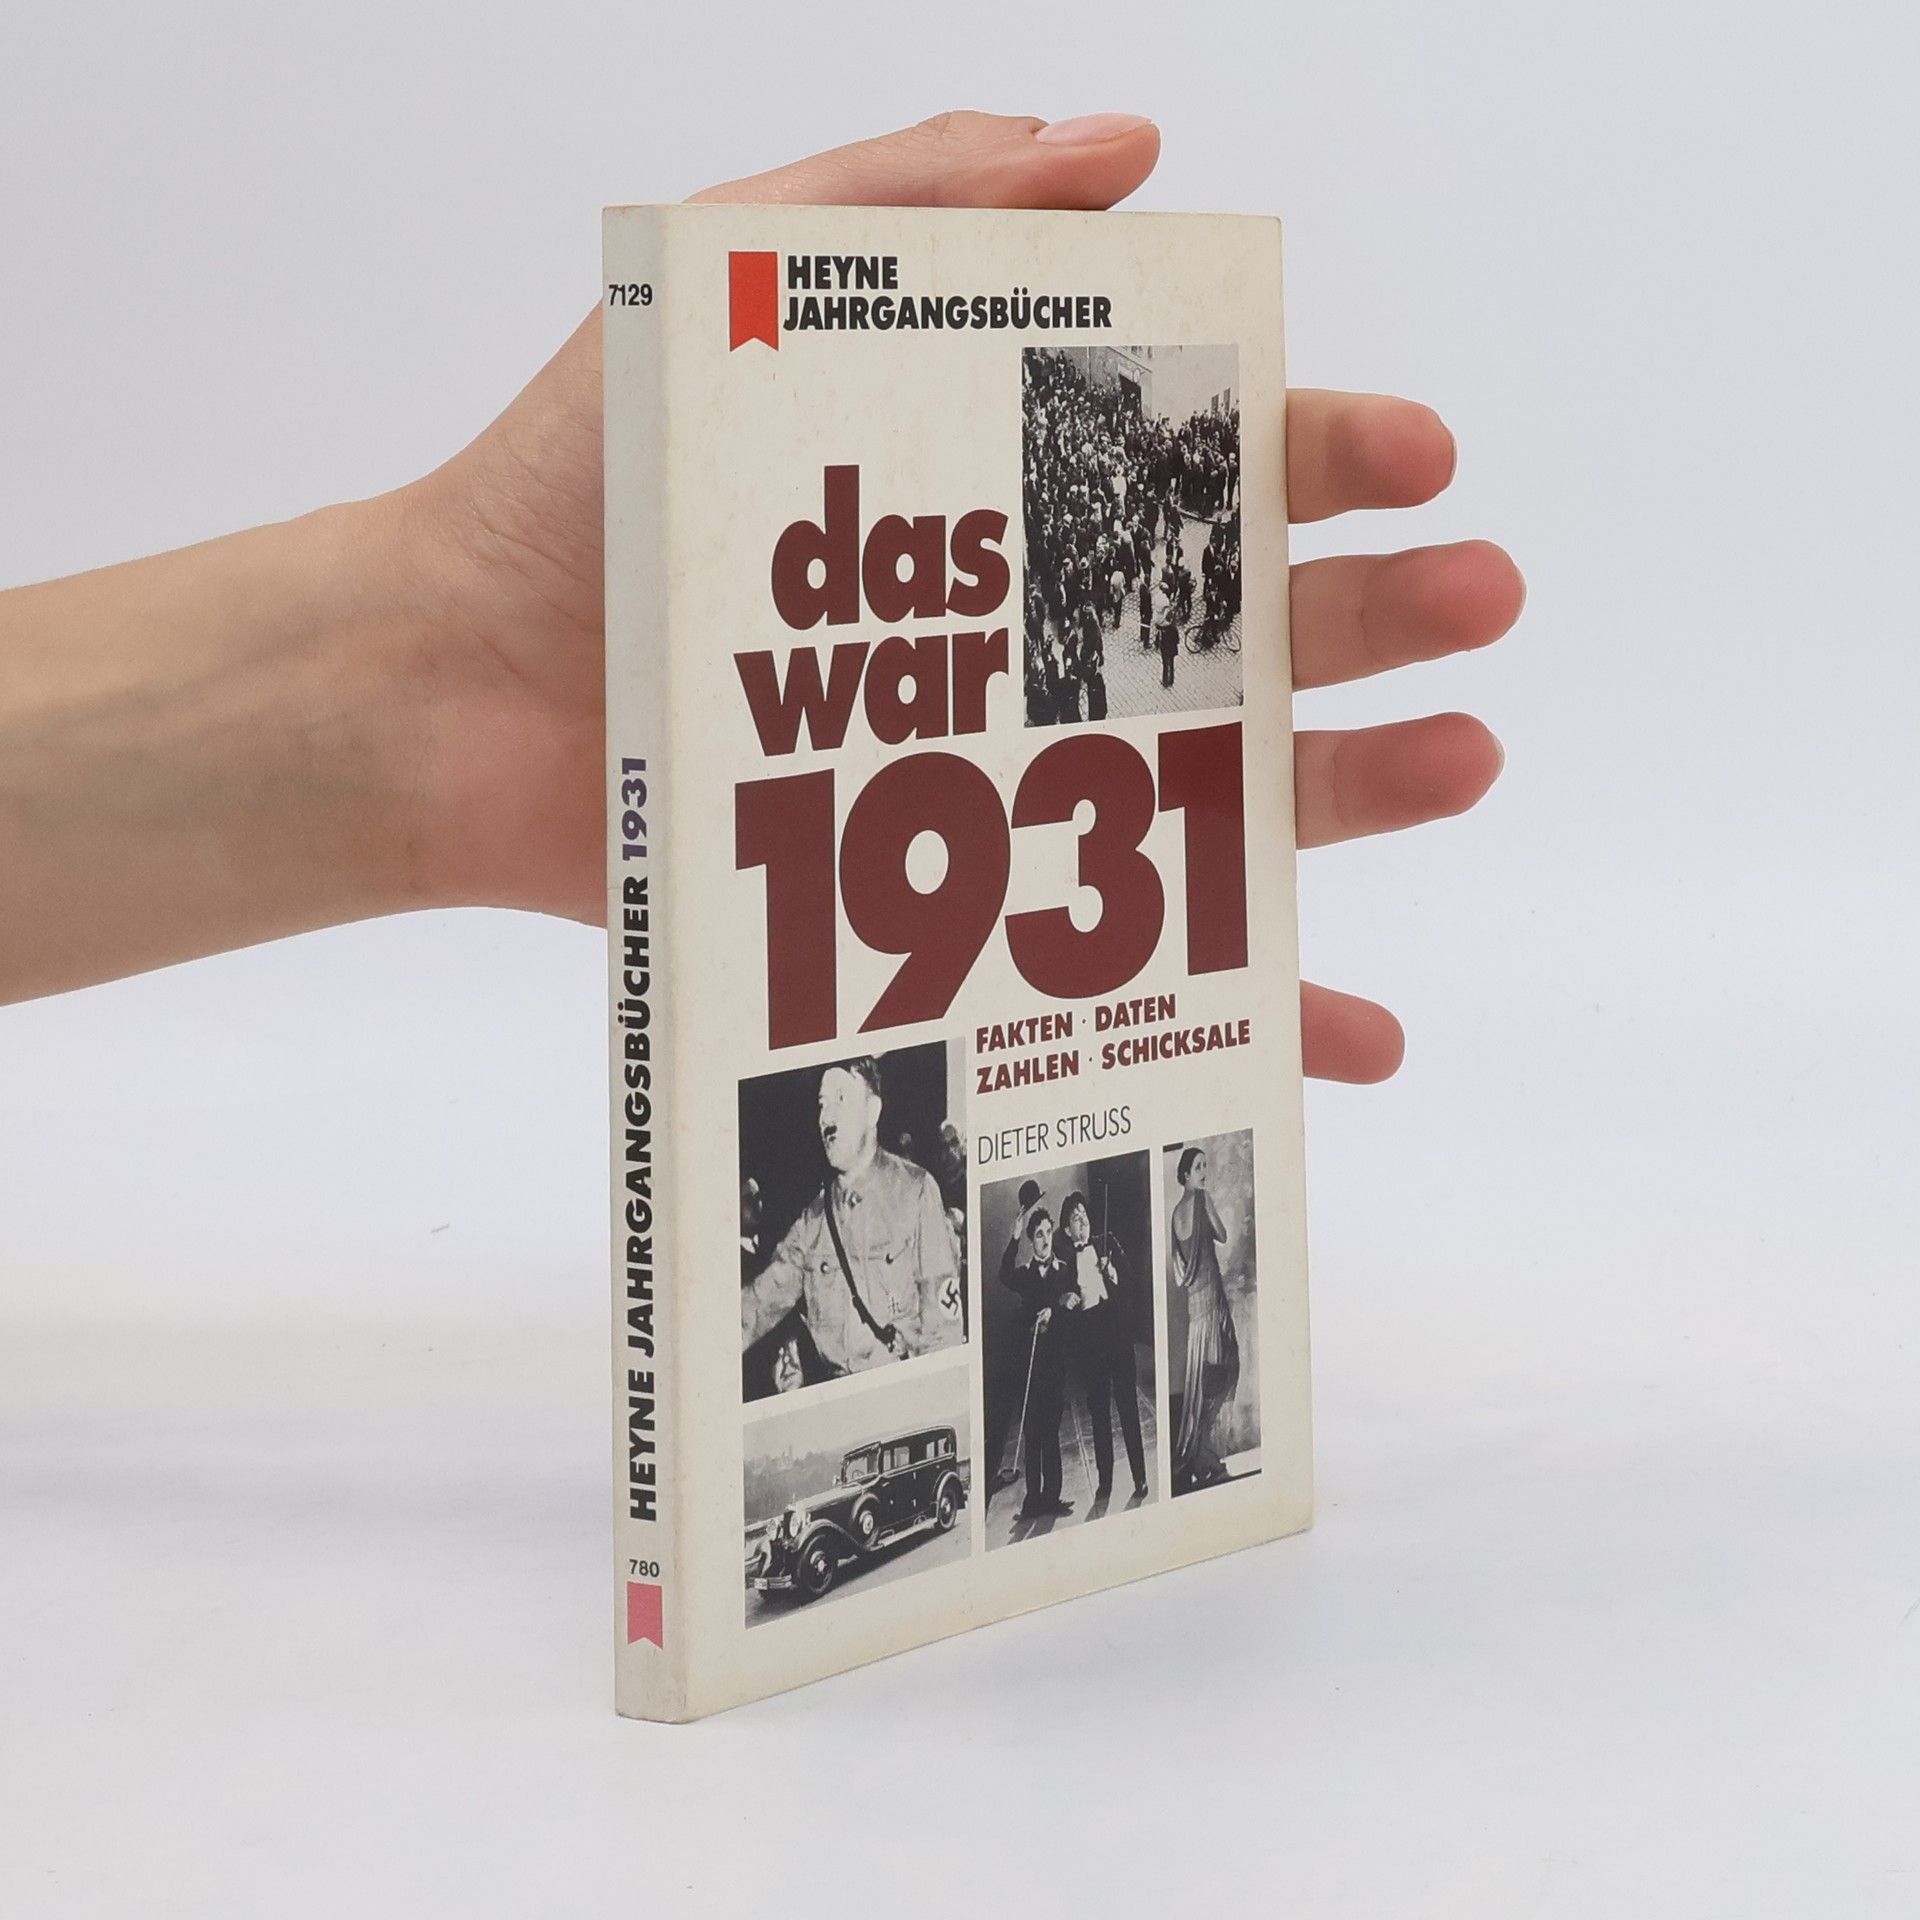 7129
HEYNE JAHRGANGSBÜCHER 1931
780
HEYNE
JAHRGANGSBÜCHER
das
war
1931
FAKTEN · DATEN
ZAHLEN · SCHICKSALE
DIETER STRUSS